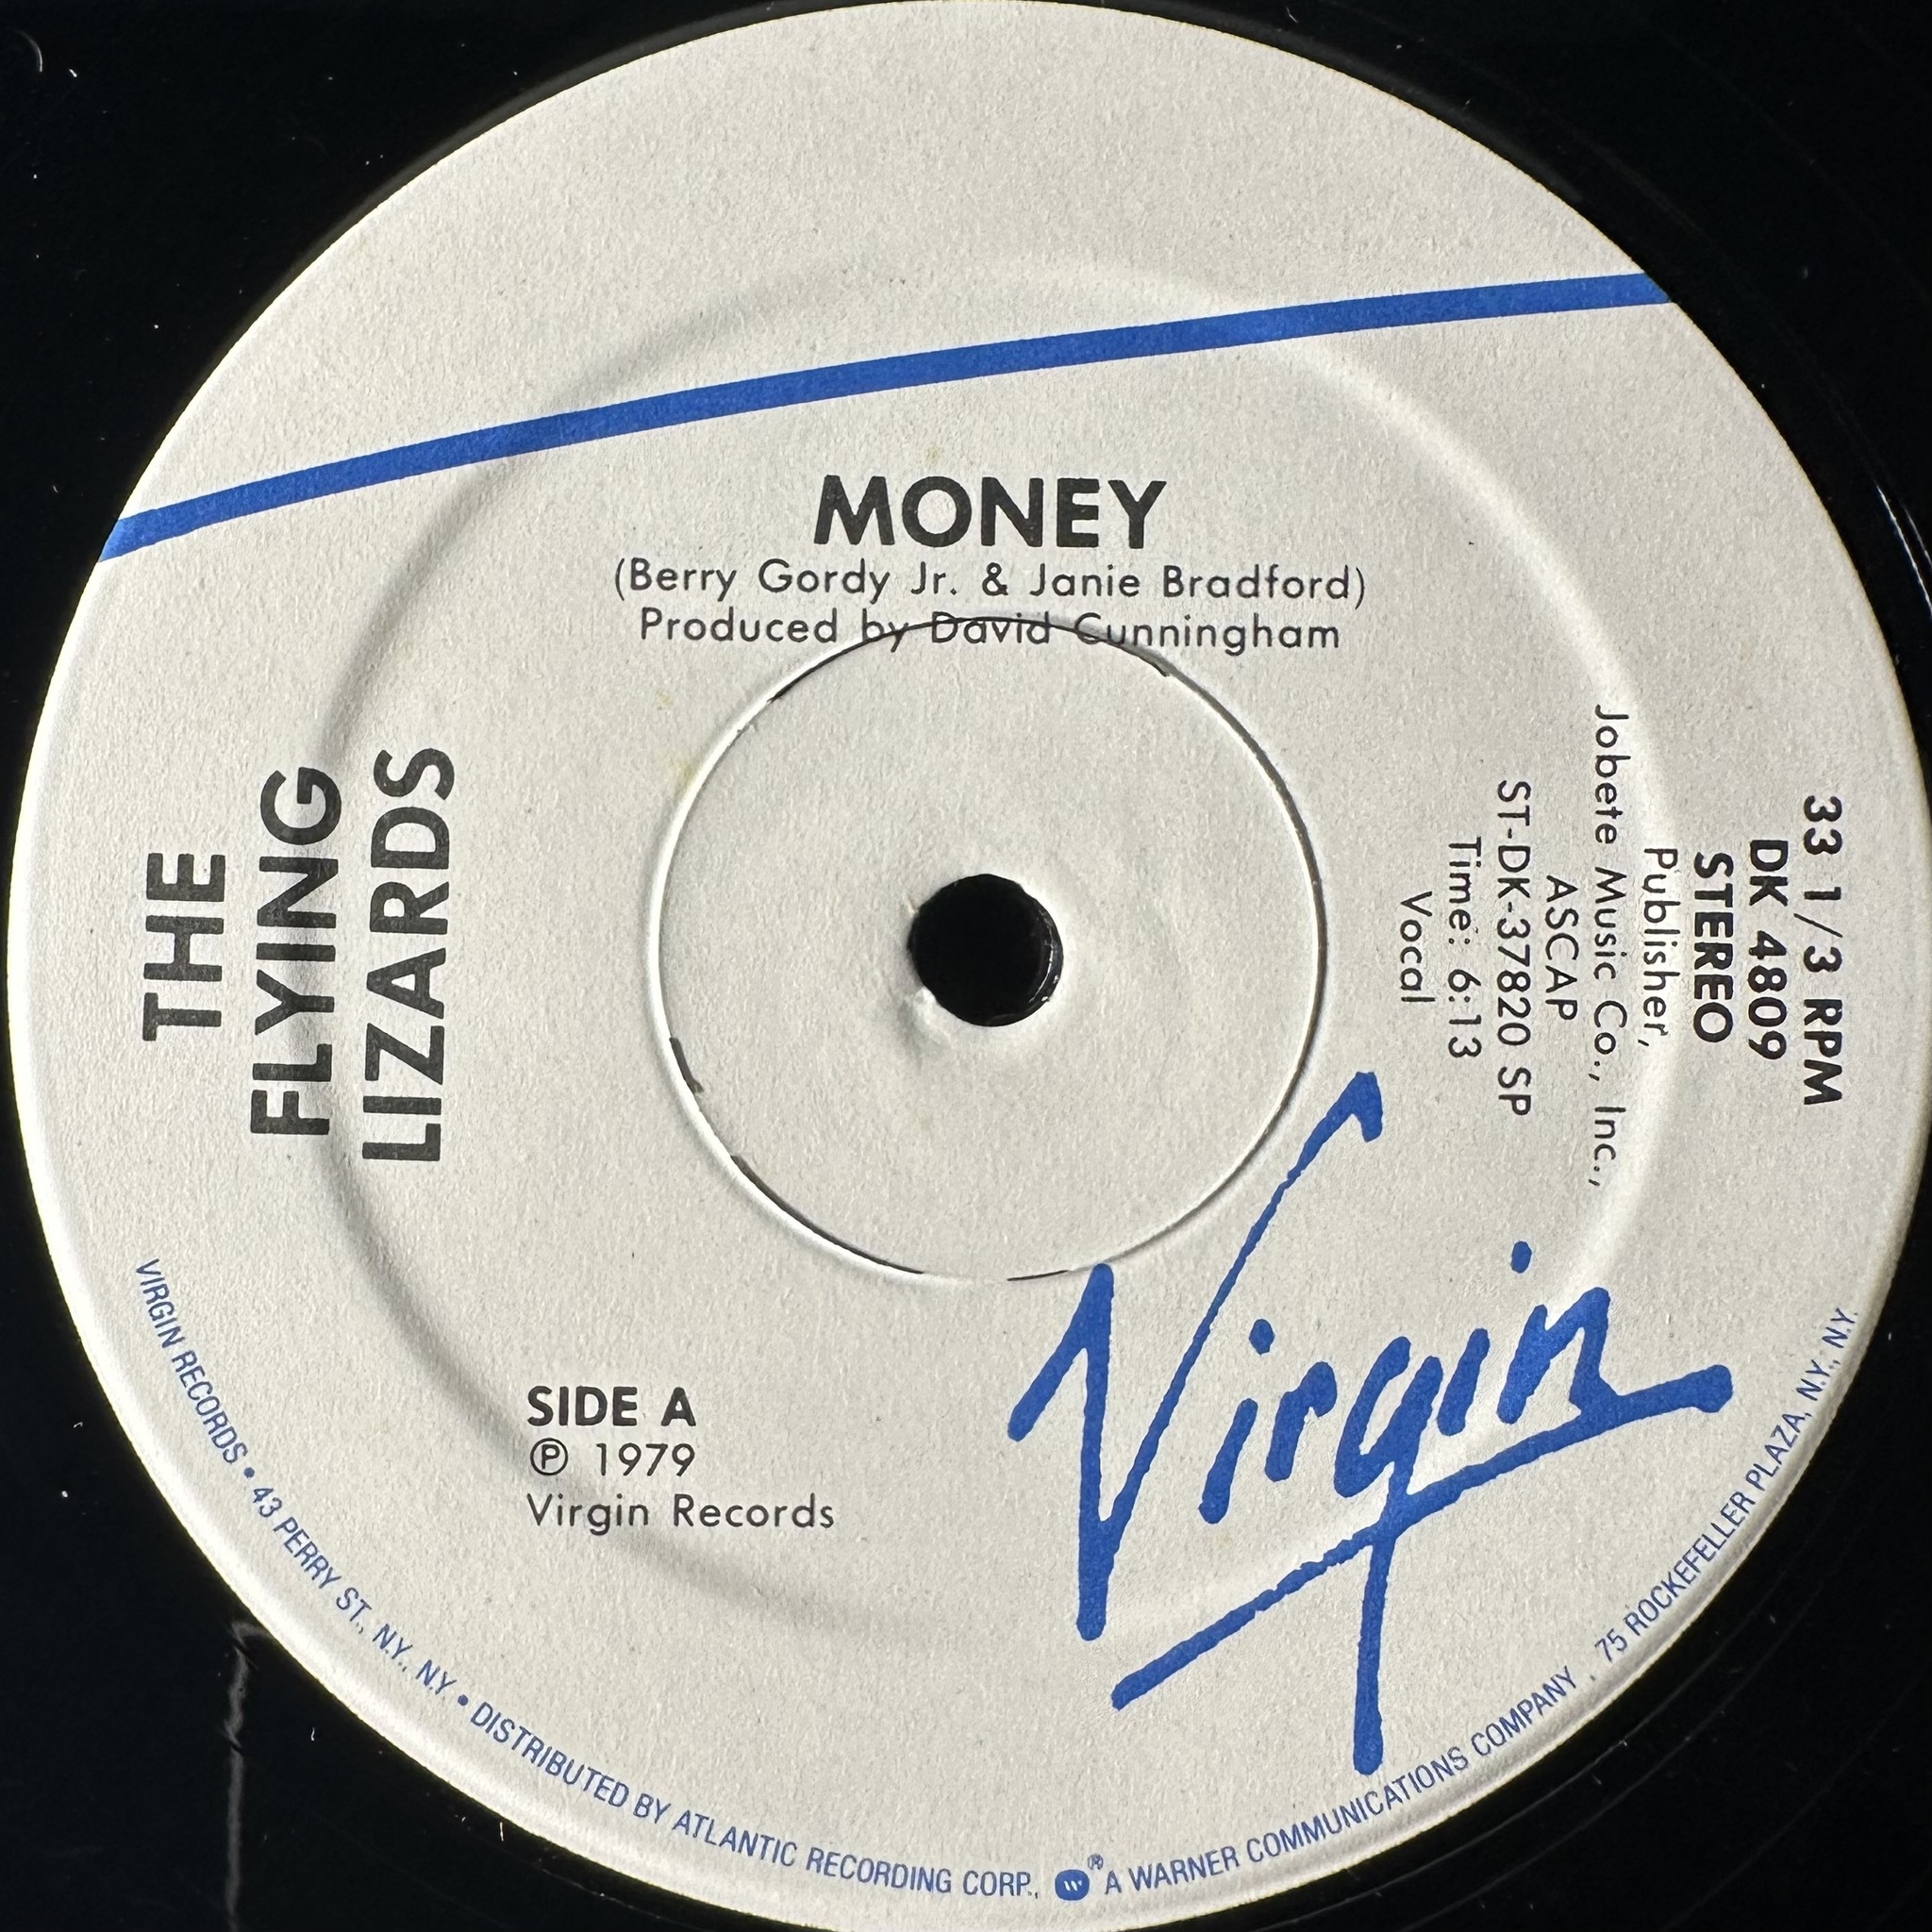 MONEY
(Berry Gordy Jr. & Janie Bradford)
Produced by David Cunningham
THE
FLYING
LIZARDS
33 1/3 RPM
DK 4809
STEREO
Publisher,
Jobete Music Co., Inc.,
ASCAP
ST-DK-37820 SP
Time: 6:13
Vocal
SIDE A
℗ 1979
Virgin Records
Virgin
VIRGIN RECORDS • 43 PERRY ST., N.Y., NY • DISTRIBUTED BY ATLANTIC RECORDING CORP., W® A WARNER COMMUNICATIONS COMPANY , 75 ROCKEFELLER PLAZA, N.Y., N.Y.